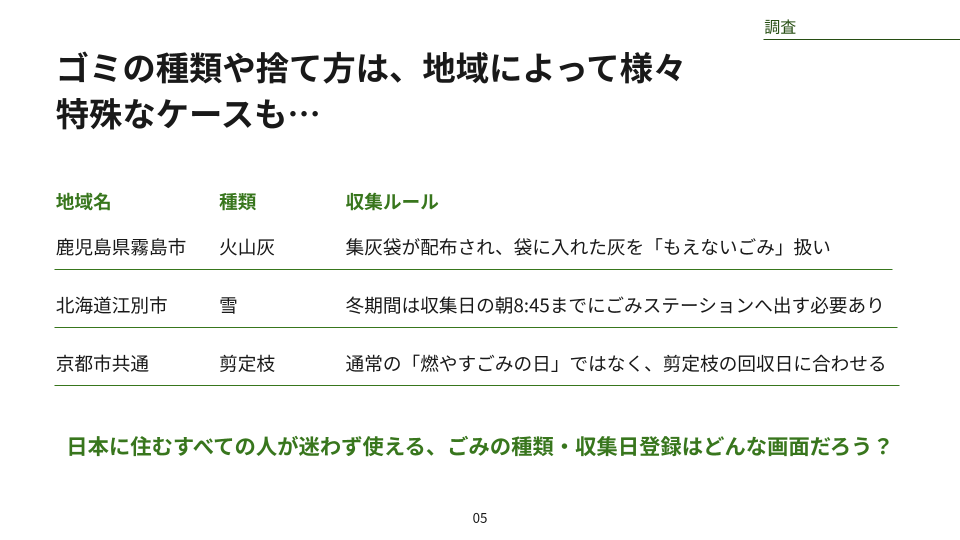 調査
ゴミの種類や捨て方は、地域によって様々
特殊なケースも…
地域名 種類 収集ルール
鹿児島県霧島市 火山灰 集灰袋が配布され、袋に入れた灰を「もえないごみ」扱い
北海道江別市 雪 冬期間は収集日の朝8:45までにごみステーションへ出す必要あり
京都市共通 剪定枝 通常の「燃やすごみの日」ではなく、剪定枝の回収日に合わせる
日本に住むすべての人が迷わず使える、ごみの種類・収集日登録はどんな画面だろう？
05